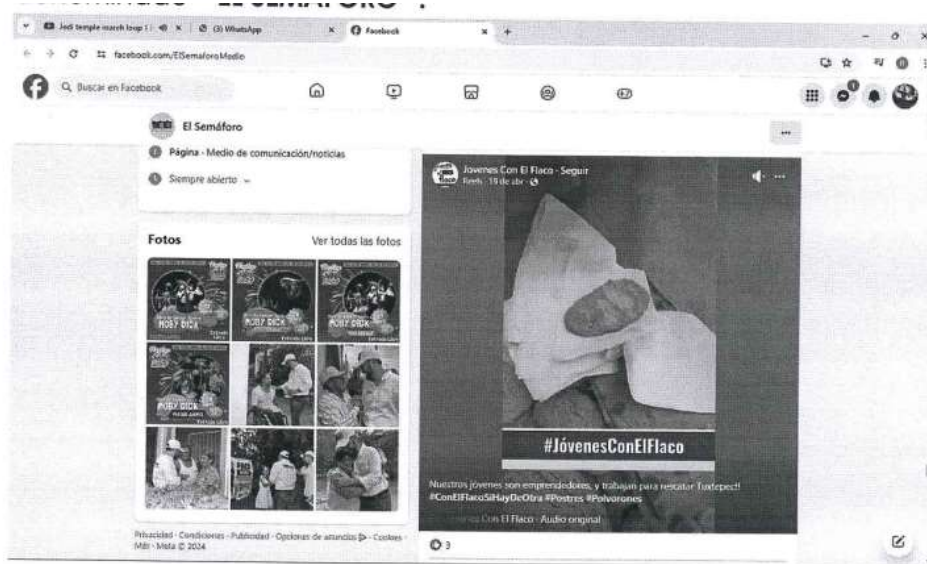 "EL SEMÁFORO".
Jedi temple march loop 1
(3) WhatsApp
Facebook
facebook.com/ElSemaforoMedio
Buscar en Facebook
El Semáforo
Página - Medio de comunicación/noticias
Siempre abierto
Fotos
Ver todas las fotos
MOBY DICK
MOBY DICK
MOBY DICK
MOBY DICK
Privacidad · Condiciones · Publicidad · Opciones de anuncios · Cookies ·
Más · Meta © 2024
Jovenes Con El Flaco · Seguir
Reels · 19 de abr ·
#JóvenesConElFlaco
Nuestros jóvenes son emprendedores, y trabajan para rescatar Tuxtepec!!
#ConElFlacoSiHayDeOtra #Postres #Polvorones
Con El Flaco · Audio original
3